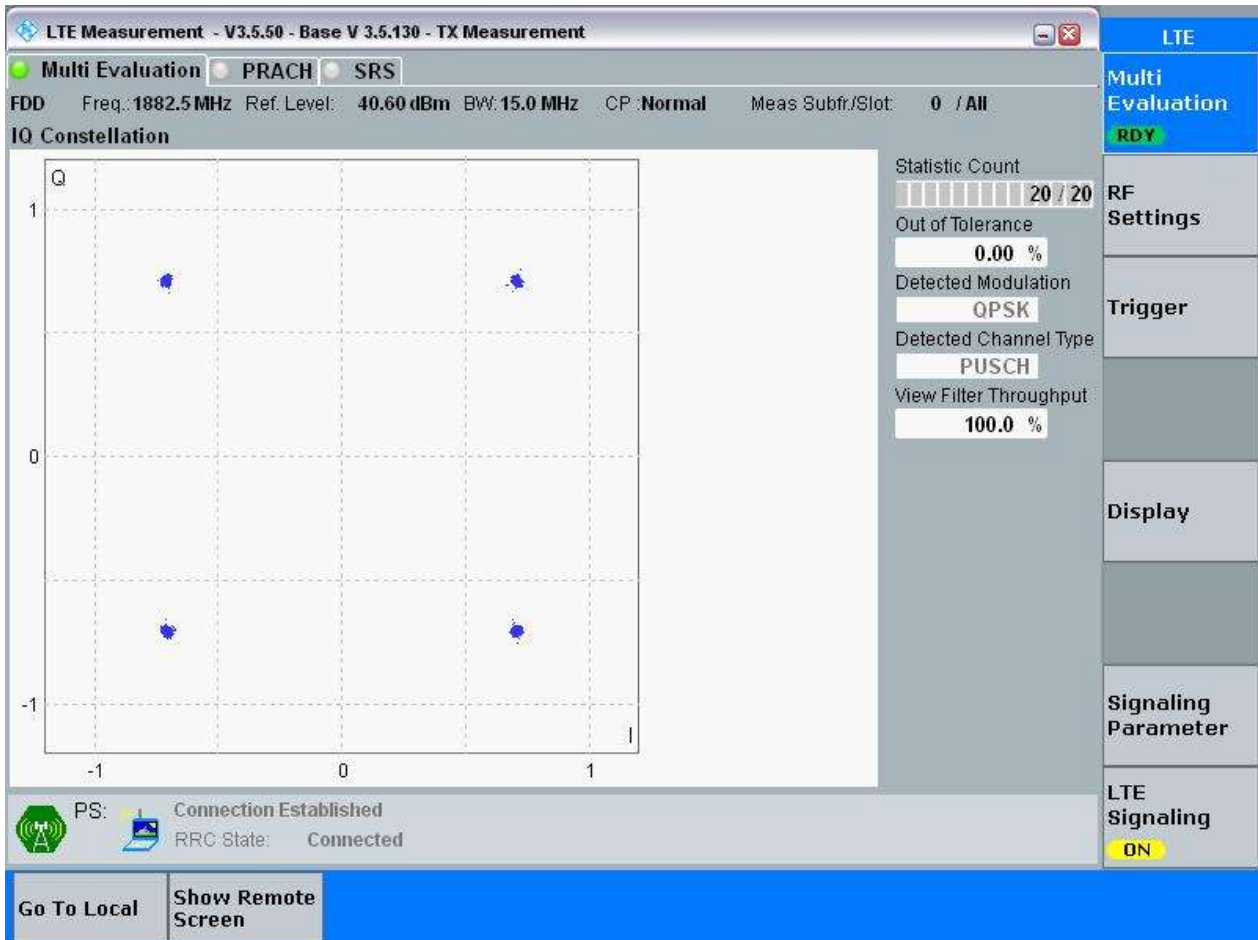 LTE Measurement - V3.5.50 - Base V 3.5.130 - TX Measurement
LTE
Multi Evaluation PRACH SRS
Multi
Evaluation
RDY
FDD Freq.: 1882.5 MHz Ref. Level: 40.60 dBm BW: 15.0 MHz CP : Normal Meas Subfr./Slot: 0 / All
IQ Constellation
Q
1
0
-1
I
-1 0 1
Statistic Count
20 / 20
Out of Tolerance
0.00 %
Detected Modulation
QPSK
Detected Channel Type
PUSCH
View Filter Throughput
100.0 %
RF
Settings
Trigger
Display
Signaling
Parameter
LTE
Signaling
ON
PS: Connection Established
RRC State: Connected
Go To Local
Show Remote
Screen